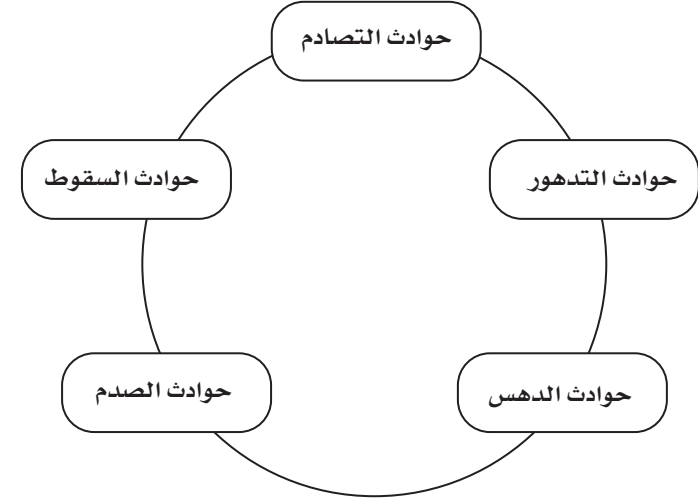 حوادث التصادم
حوادث التدهور
حوادث السقوط
حوادث الدهس
حوادث الصدم